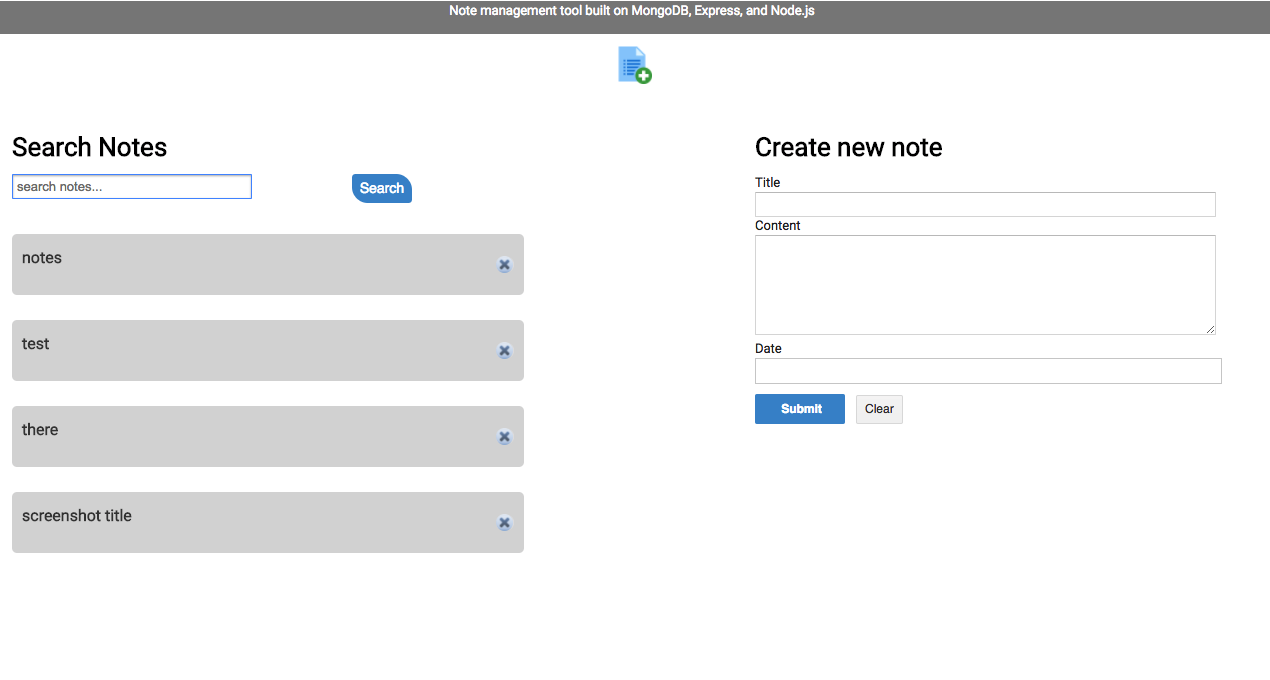 Note management tool built on MongoDB, Express, and Node.js
Search Notes
search notes...
Search
notes
test
there
screenshot title
Create new note
Title
Content
Date
Submit
Clear